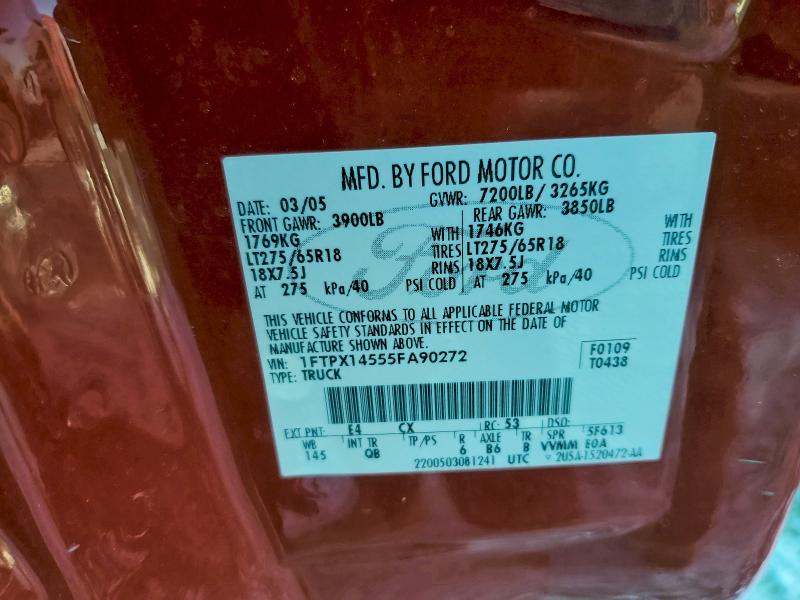 MFD. BY FORD MOTOR CO.
DATE: 03/05 GVWR: 7200LB/ 3265KG
FRONT GAWR: 3900LB REAR GAWR: 3850LB
1769KG WITH 1746KG WITH
LT275/65R18 TIRES LT275/65R18 TIRES
18X7.5J RIMS 18X7.5J RIMS
AT 275 kPa/40 PSI COLD AT 275 kPa/40 PSI COLD
Ford
THIS VEHICLE CONFORMS TO ALL APPLICABLE FEDERAL MOTOR
VEHICLE SAFETY STANDARDS IN EFFECT ON THE DATE OF
MANUFACTURE SHOWN ABOVE.
VIN: 1FTPX14555FA90272 F0109
TYPE: TRUCK T0438
EXT PNT: E4 CX RC: 53 DSO:
WB INT TR TP/PS R AXLE TR SPR 5F613
145 QB 6 B6 B VVMM EOA
2200503081241 UTC 2U5A-1520472-AA